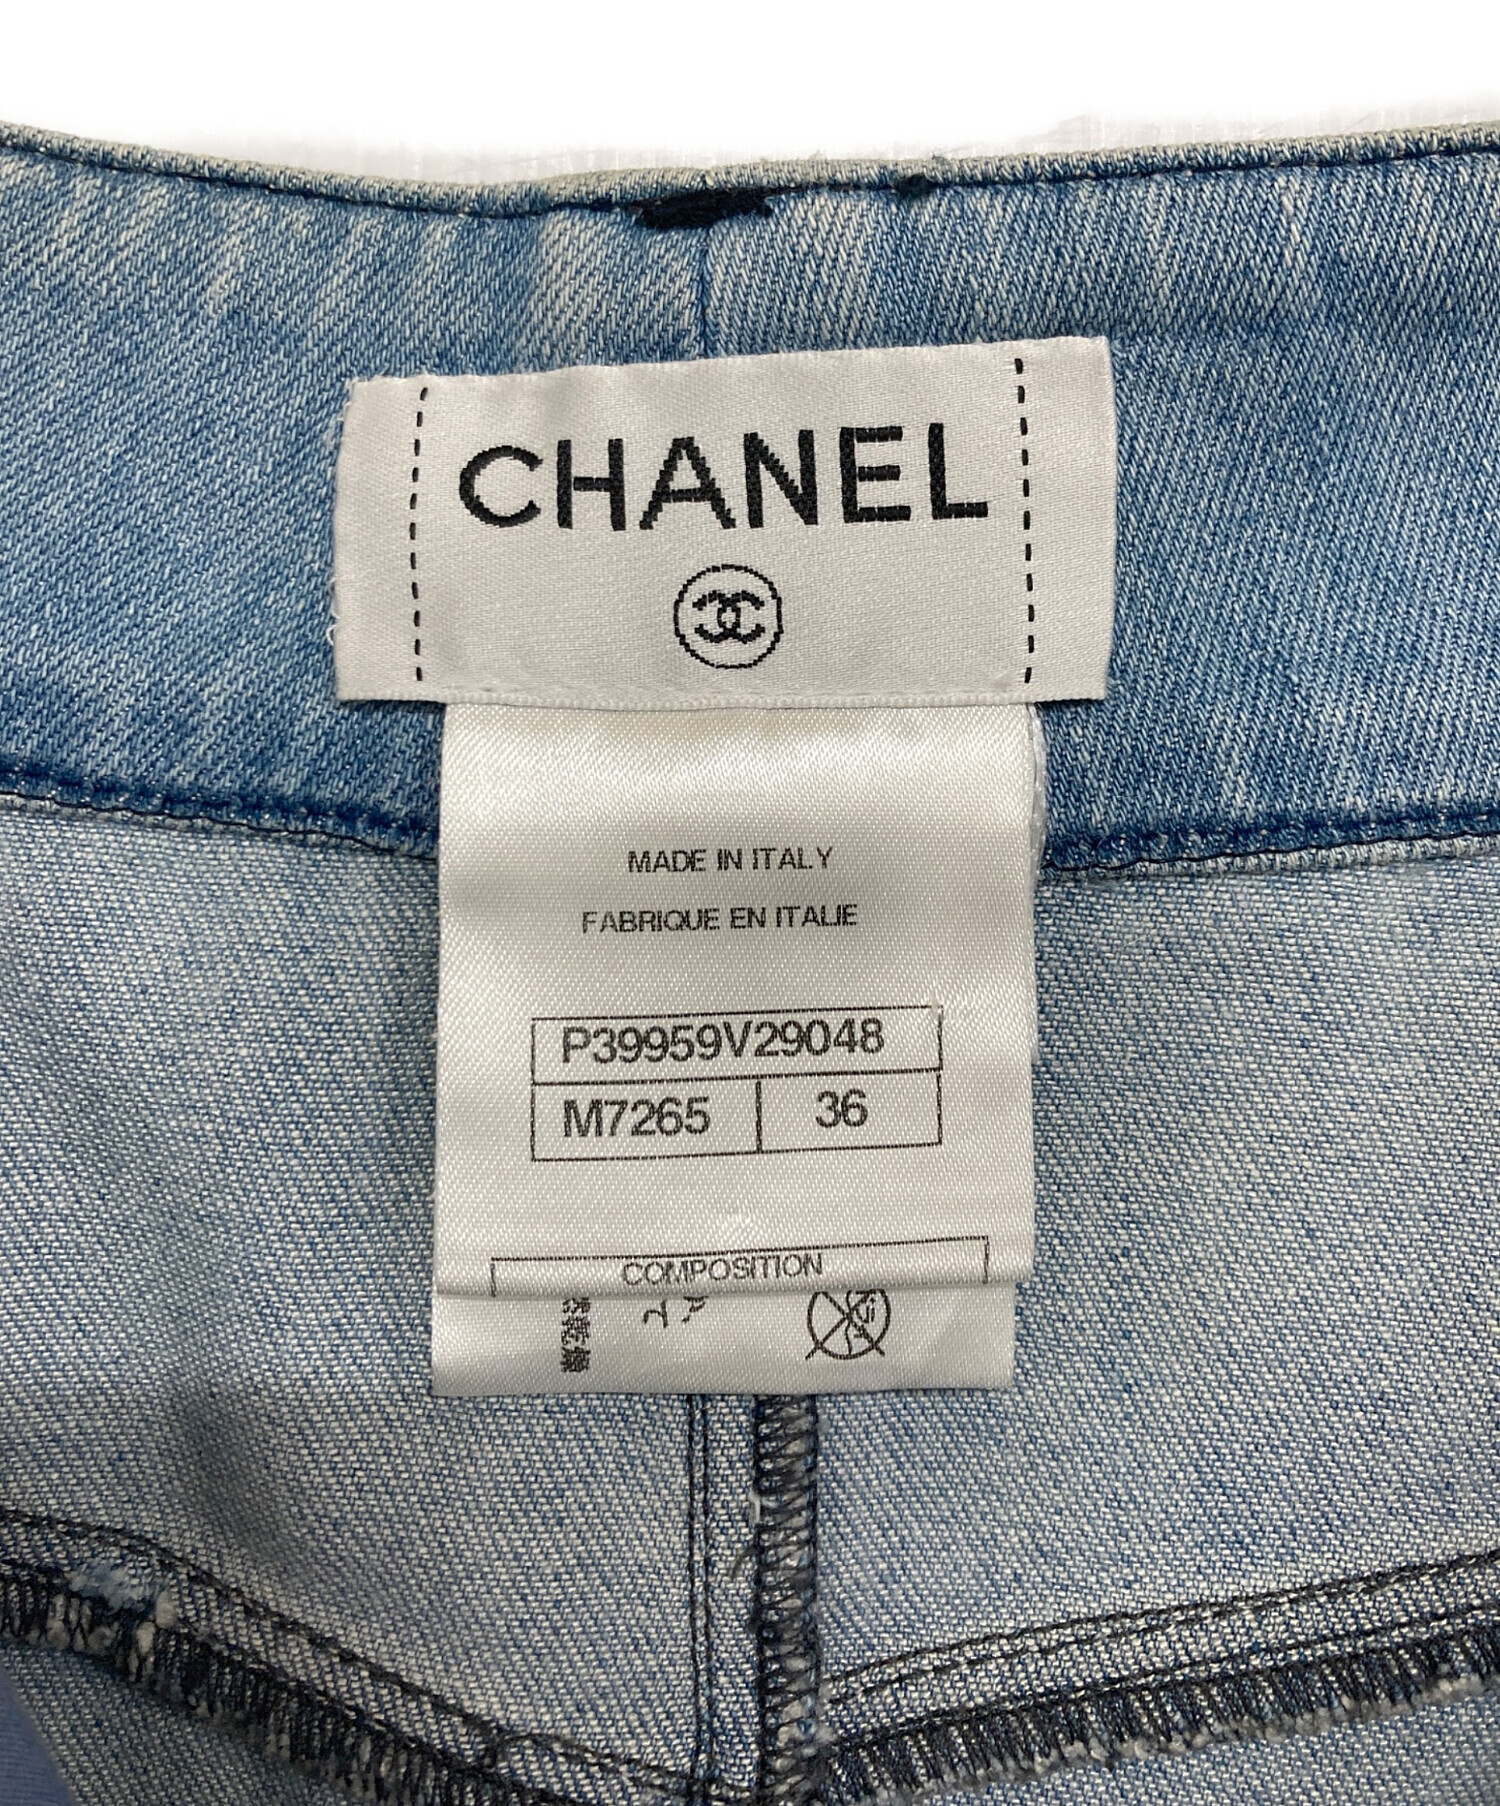 CHANEL
MADE IN ITALY
FABRIQUE EN ITALIE
P39959V29048
M7265 36
COMPOSITION